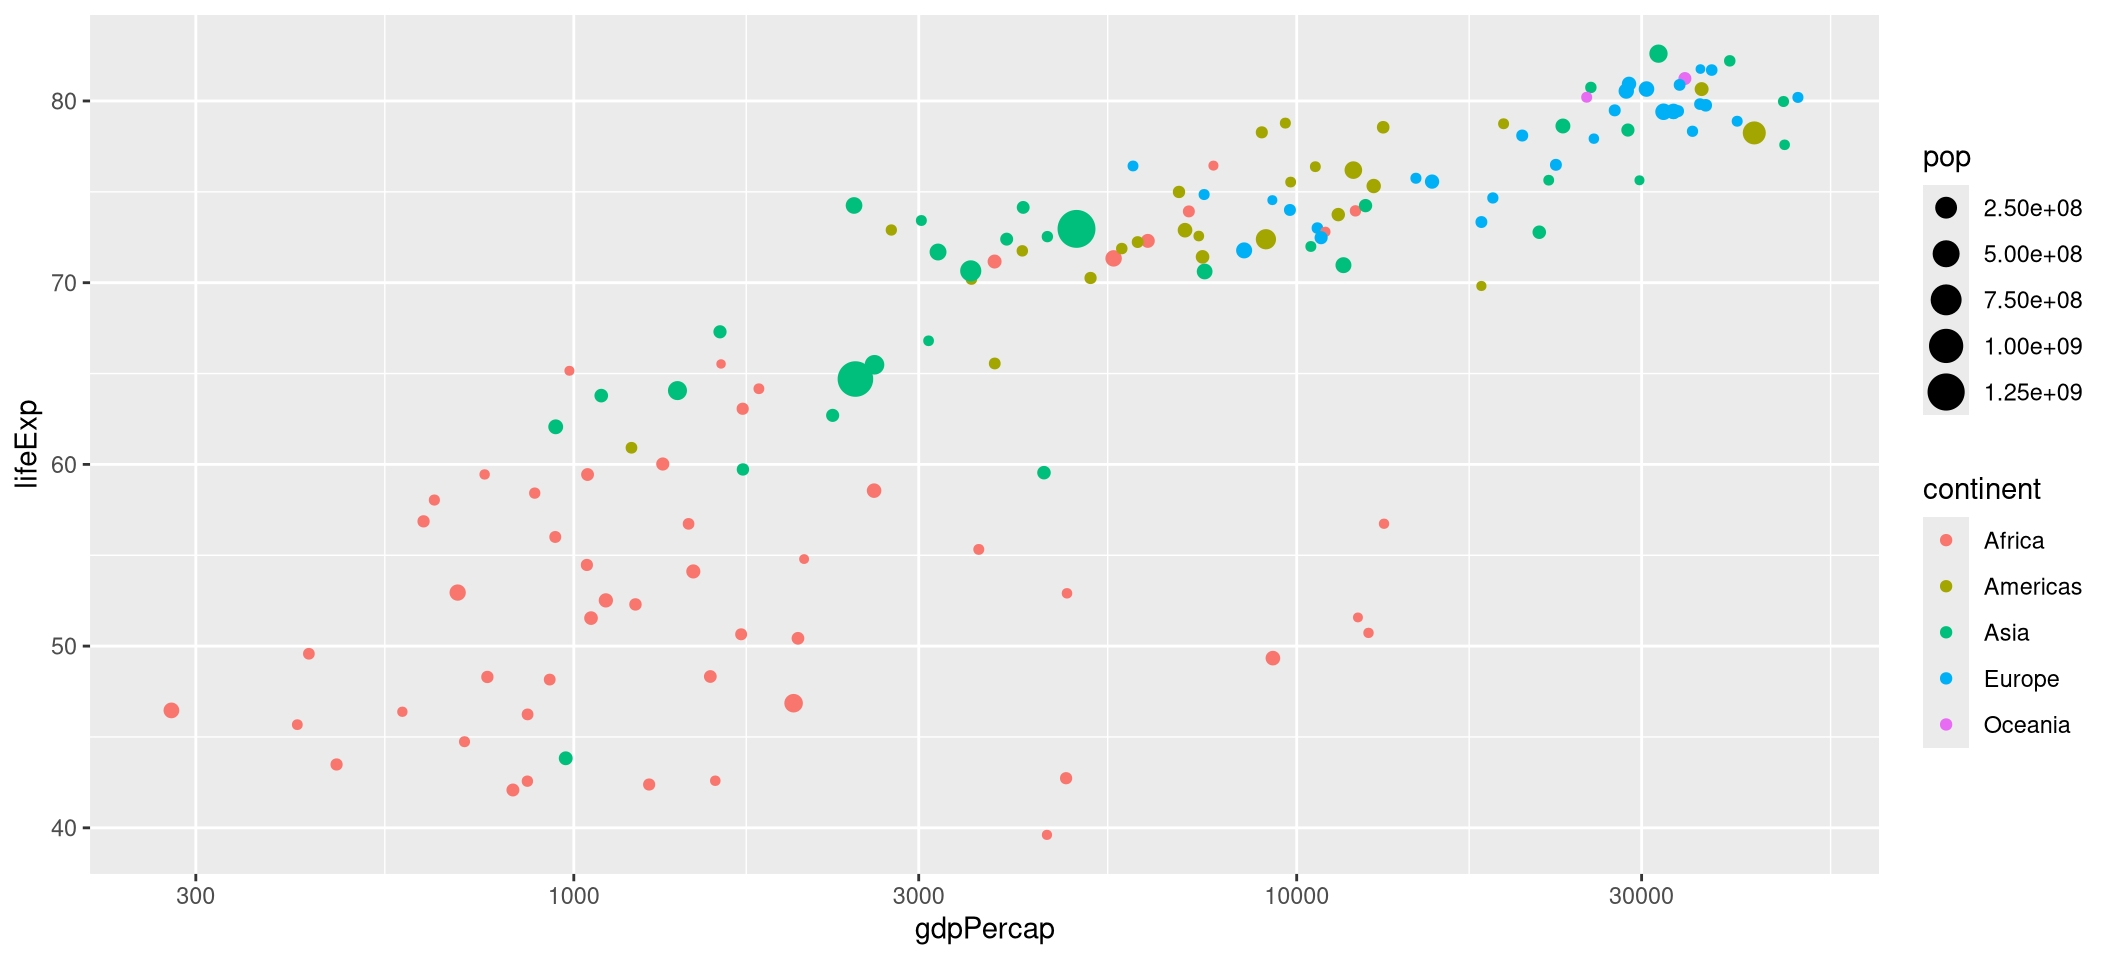 lifeExp
80
70
60
50
40
300
1000
3000
10000
30000
gdpPercap
pop
2.50e+08
5.00e+08
7.50e+08
1.00e+09
1.25e+09
continent
Africa
Americas
Asia
Europe
Oceania